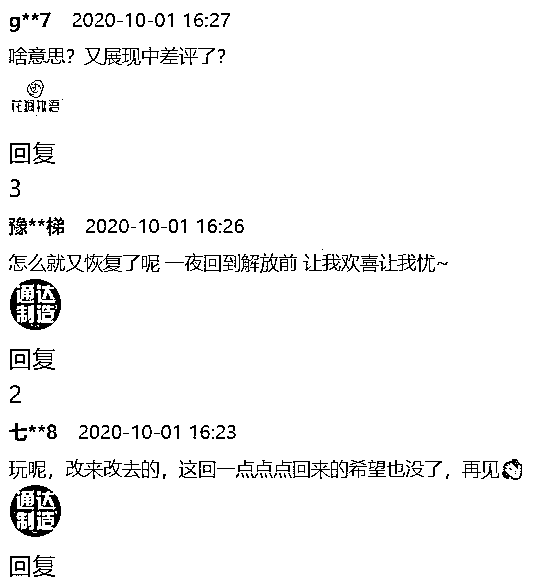 g**7 2020-10-01 16:27
啥意思？又展现中差评了？
回复
3
豫**梯 2020-10-01 16:26
怎么就又恢复了呢 一夜回到解放前 让我欢喜让我忧~
通达
制造
回复
2
七**8 2020-10-01 16:23
玩呢，改来改去的，这回一点点点回来的希望也没了，再见
通达
制造
回复